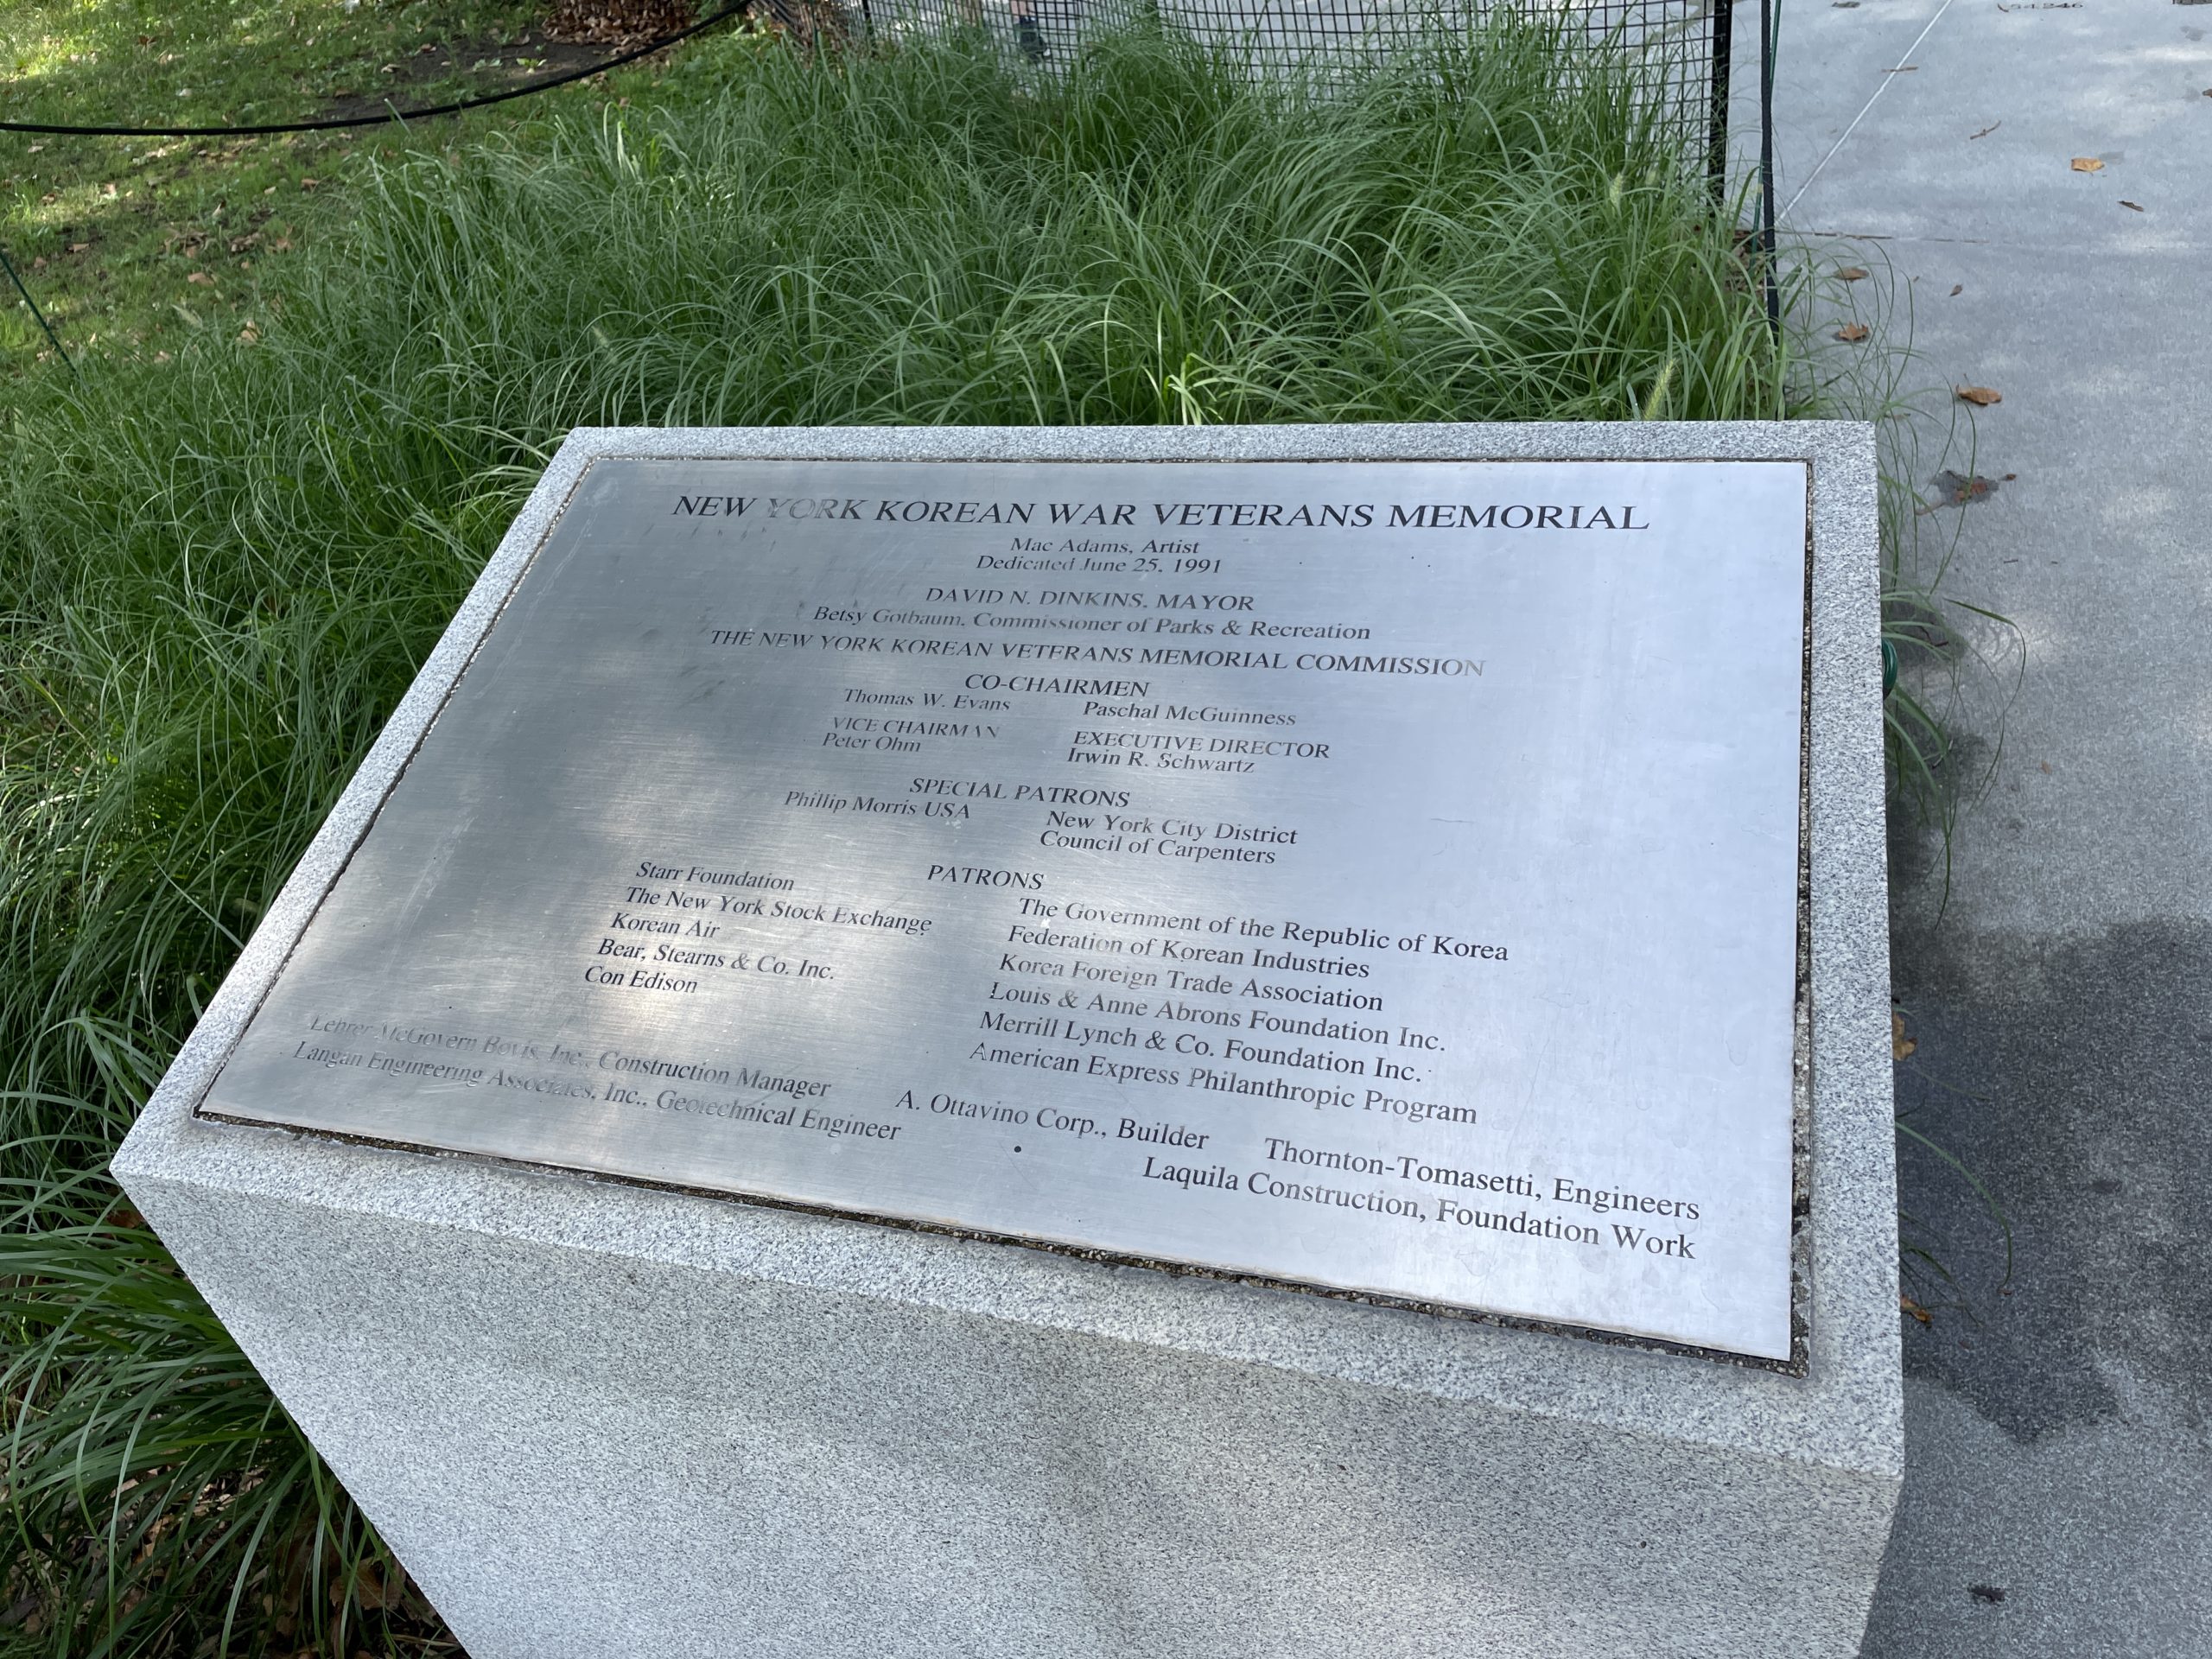 NEW YORK KOREAN WAR VETERANS MEMORIAL
Mac Adams, Artist
Dedicated June 25, 1991
DAVID N. DINKINS, MAYOR
Betsy Gotbaum, Commissioner of Parks & Recreation
THE NEW YORK KOREAN VETERANS MEMORIAL COMMISSION
CO-CHAIRMEN
Thomas W. Evans Paschal McGuinness
VICE CHAIRMAN EXECUTIVE DIRECTOR
Peter Ohm Irwin R. Schwartz
SPECIAL PATRONS
Phillip Morris USA New York City District
Council of Carpenters
PATRONS
Starr Foundation The Government of the Republic of Korea
The New York Stock Exchange Federation of Korean Industries
Korean Air Korea Foreign Trade Association
Bear, Stearns & Co. Inc. Louis & Anne Abrons Foundation Inc.
Con Edison Merrill Lynch & Co. Foundation Inc.
American Express Philanthropic Program
Lehrer McGovern Bovis, Inc., Construction Manager A. Ottavino Corp., Builder Thornton-Tomasetti, Engineers
Langan Engineering Associates, Inc., Geotechnical Engineer Laquila Construction, Foundation Work